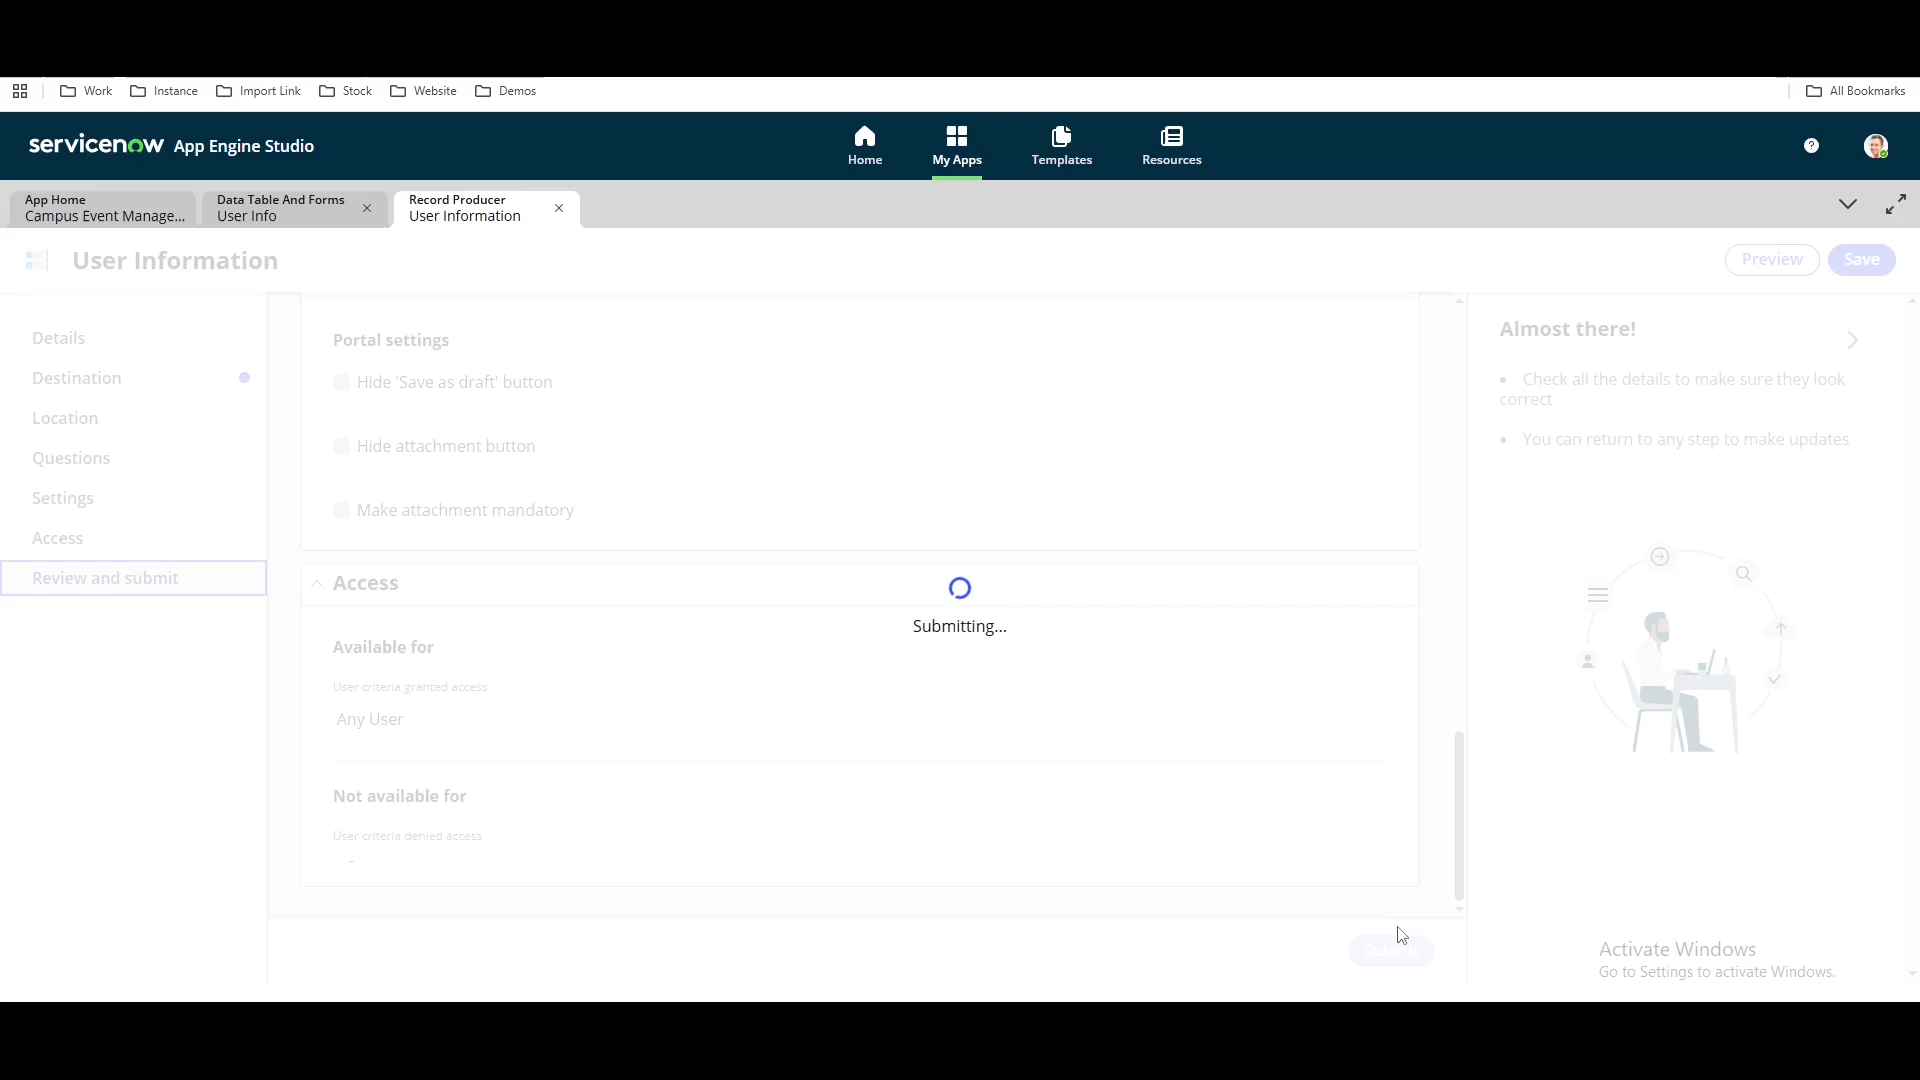 Work
Instance
Import Link
Stock
Website
Demos
All Bookmarks
servicenow App Engine Studio
Home
My Apps
Templates
Resources
?
App Home
Campus Event Manage...
Data Table And Forms
User Info
Record Producer
User Information
User Information
Preview
Save
Details
Destination
Location
Questions
Settings
Access
Review and submit
Portal settings
Hide 'Save as draft' button
Hide attachment button
Make attachment mandatory
Access
Submitting...
Available for
User criteria granted access
Any User
Not available for
User criteria denied access
-
Submit
Almost there!
• Check all the details to make sure they look
correct
• You can return to any step to make updates
Activate Windows
Go to Settings to activate Windows.